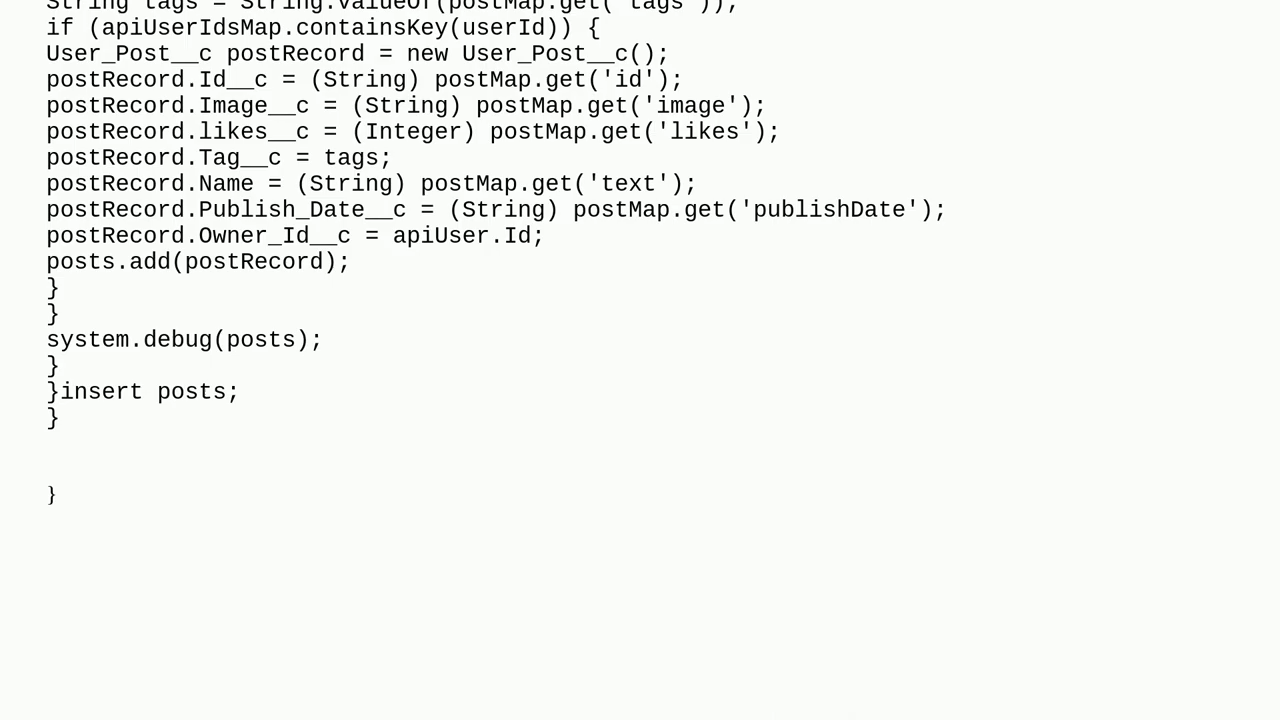 String tags = String.valueOf(postMap.get('tags'));
if (apiUserIdsMap.containsKey(userId)) {
User_Post__c postRecord = new User_Post__c();
postRecord.Id__c = (String) postMap.get('id');
postRecord.Image__c = (String) postMap.get('image');
postRecord.likes__c = (Integer) postMap.get('likes');
postRecord.Tag__c = tags;
postRecord.Name = (String) postMap.get('text');
postRecord.Publish_Date__c = (String) postMap.get('publishDate');
postRecord.Owner_Id__c = apiUser.Id;
posts.add(postRecord);
}
}
system.debug(posts);
}
}insert posts;
}
}